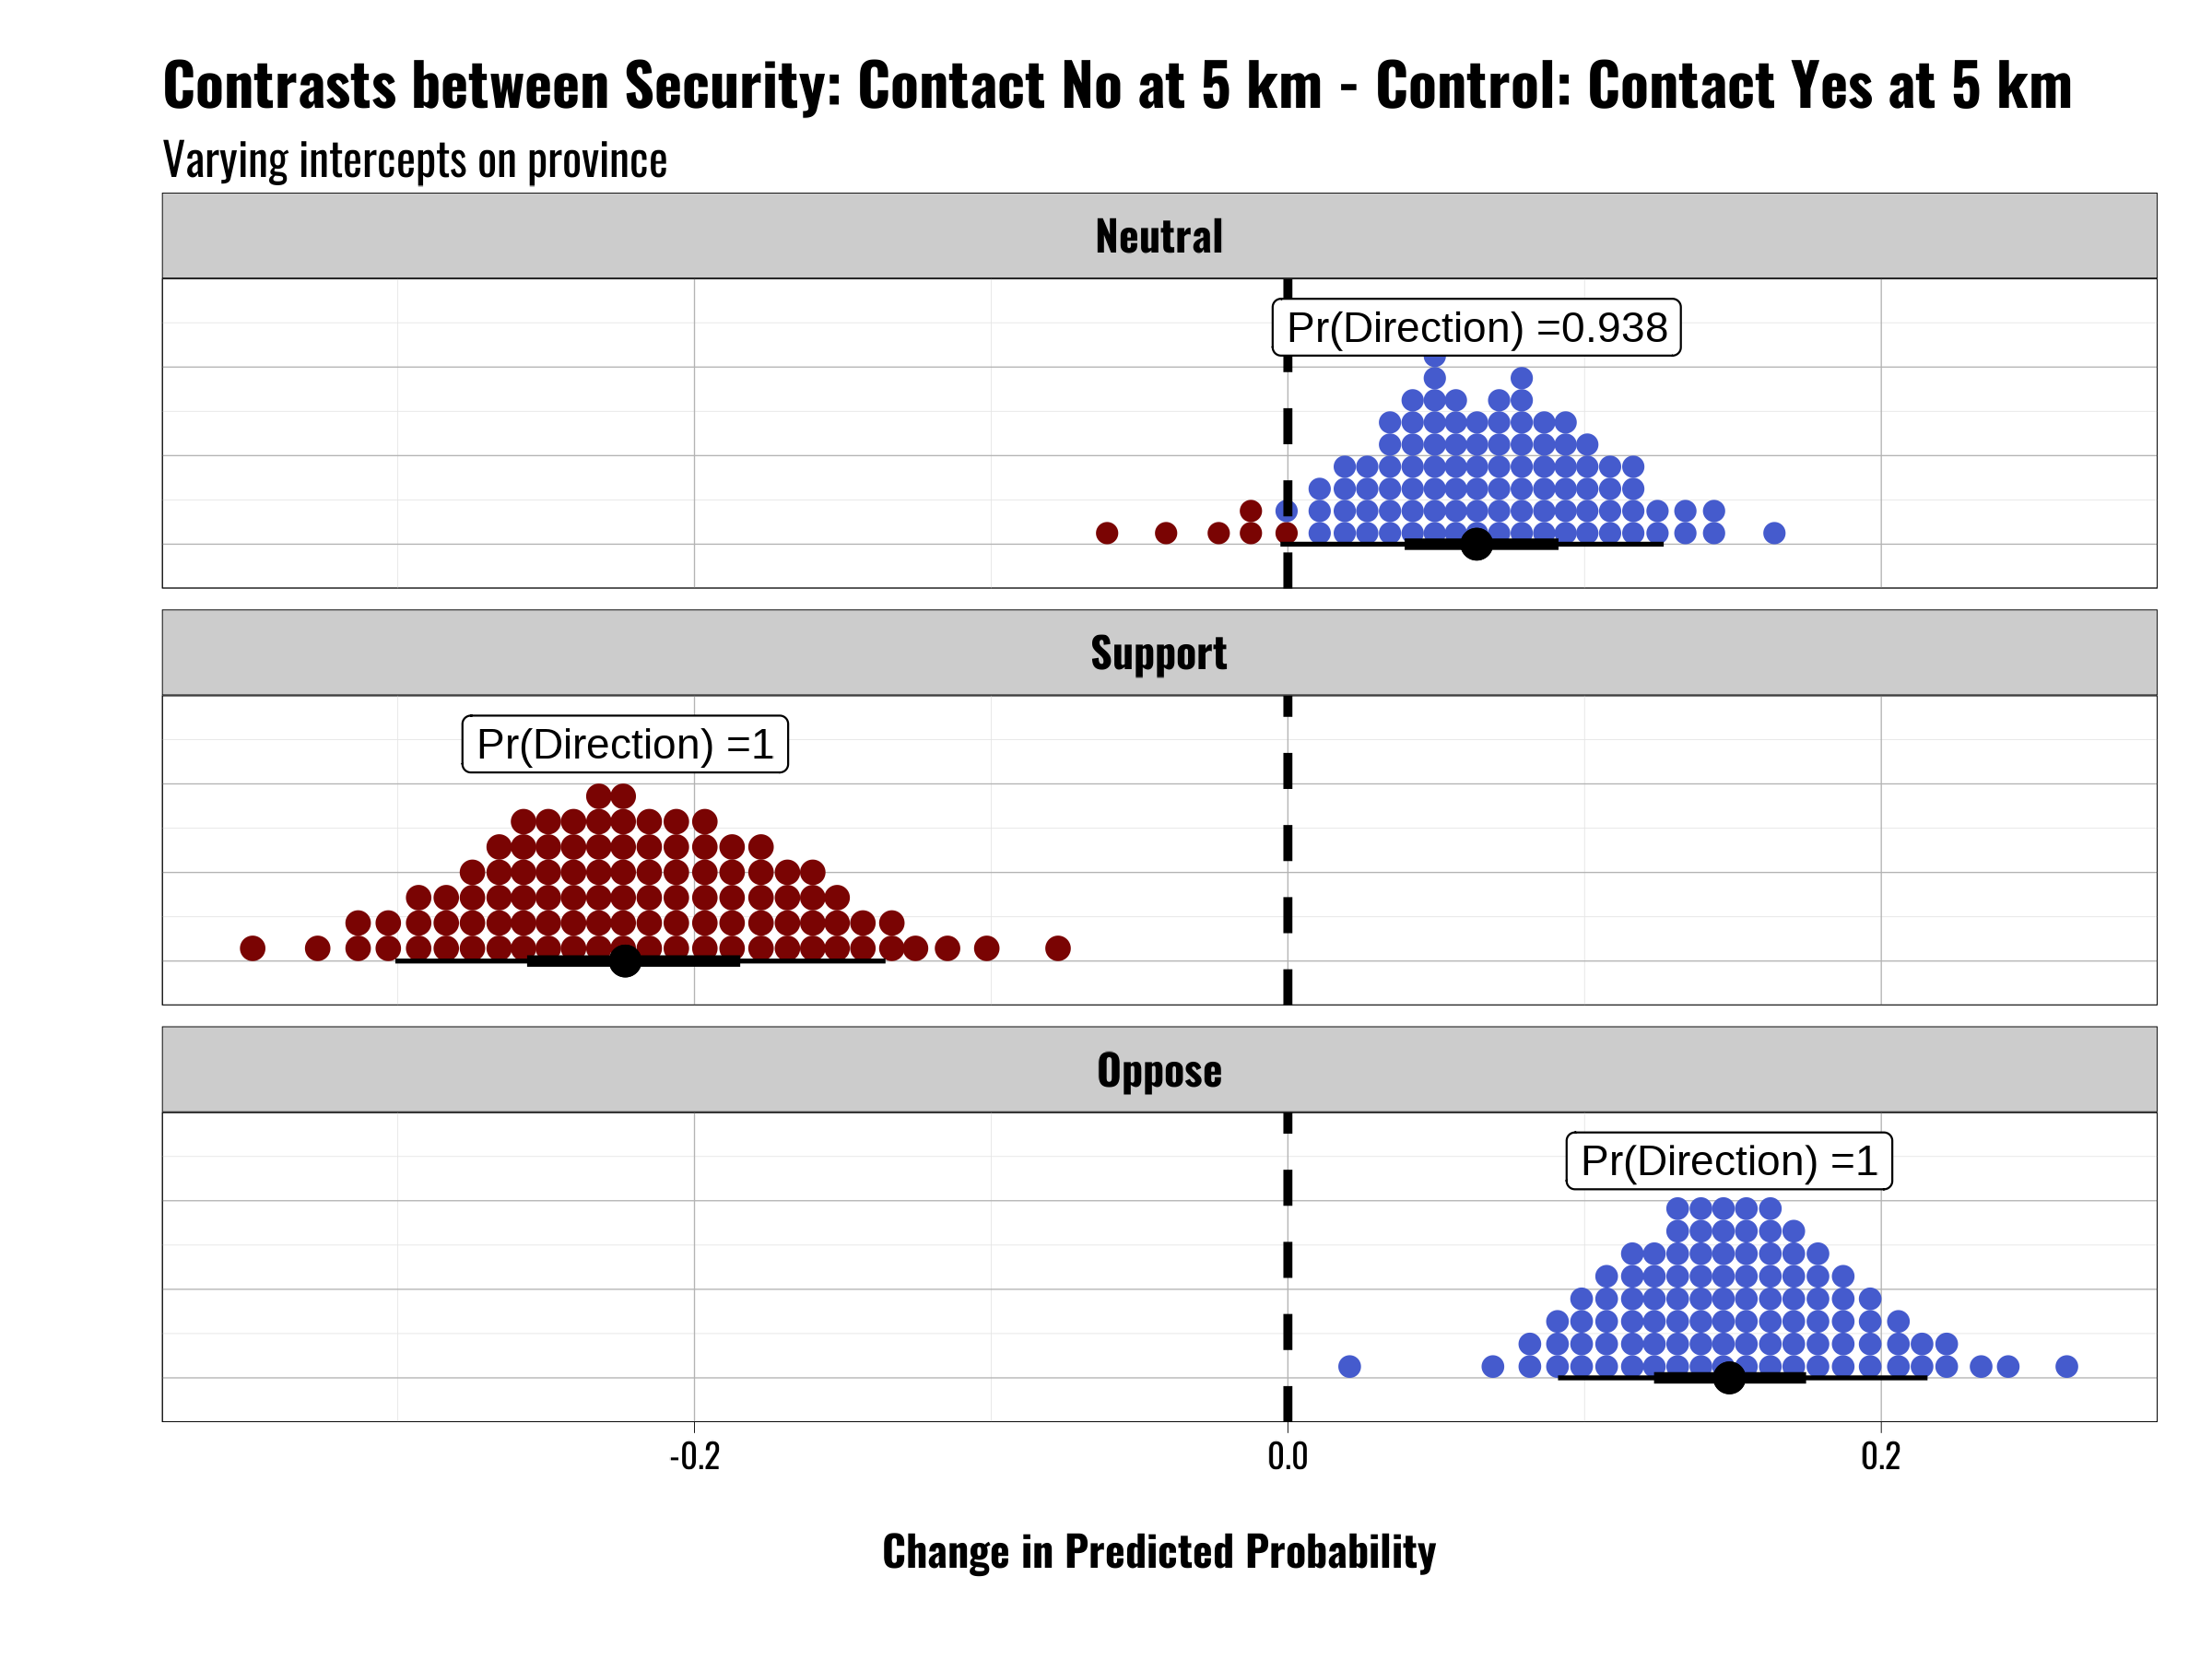 Contrasts between Security: Contact No at 5 km - Control: Contact Yes at 5 km
Varying intercepts on province
Neutral
Pr(Direction) =0.938
Support
Pr(Direction) =1
Oppose
Pr(Direction) =1
-0.2 0.0 0.2
Change in Predicted Probability